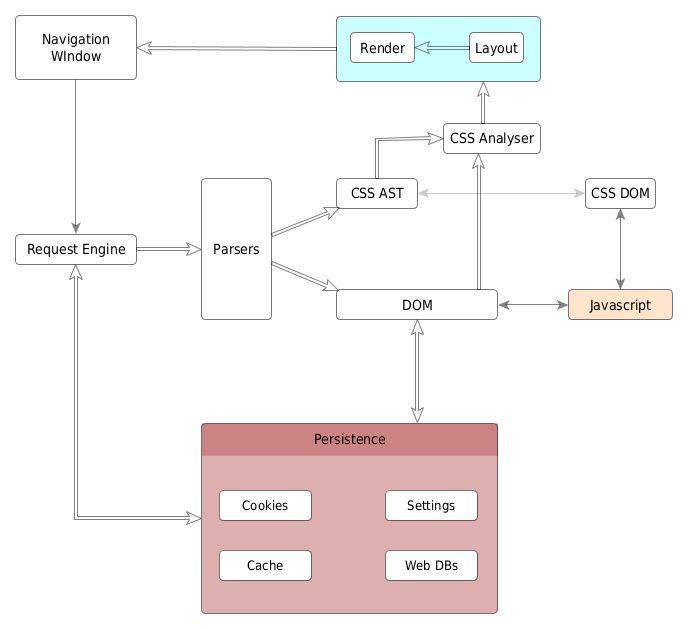 Navigation
WIndow
Render
Layout
CSS Analyser
CSS AST
CSS DOM
Request Engine
Parsers
DOM
Javascript
Persistence
Cookies
Settings
Cache
Web DBs